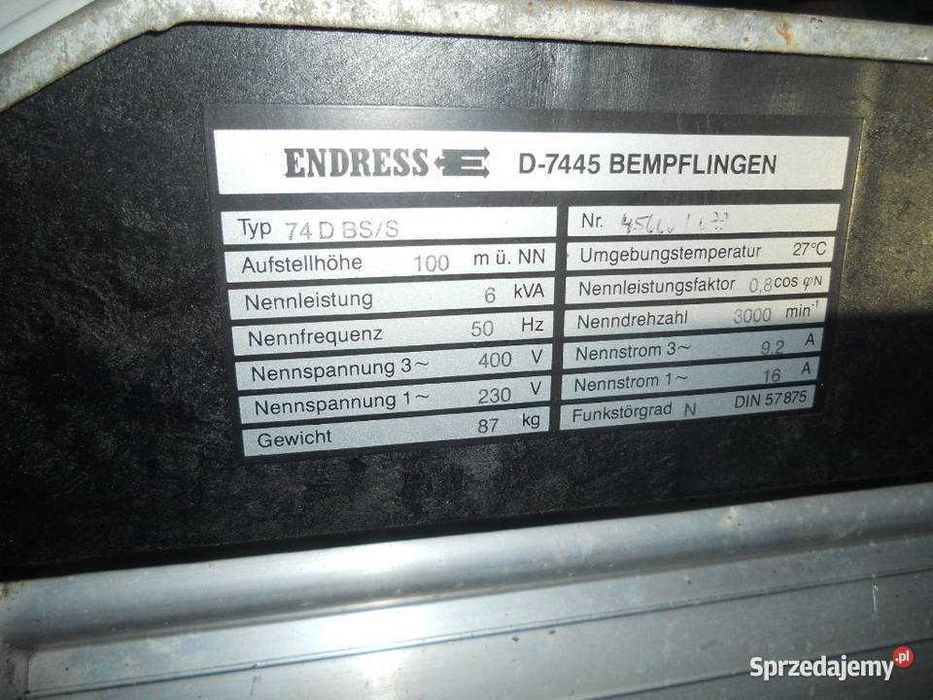 ENDRESS E D-7445 BEMPFLINGEN
Typ 74 D BS/S
Aufstellhöhe 100 m ü. NN
Nennleistung 6 kVA
Nennfrequenz 50 Hz
Nennspannung 3~ 400 V
Nennspannung 1~ 230 V
Gewicht 87 kg
Nr.
Umgebungstemperatur 27°C
Nennleistungsfaktor 0,8 cos φN
Nenndrehzahl 3000 min⁻¹
Nennstrom 3~ 9.2 A
Nennstrom 1~ 16 A
Funkstörgrad N DIN 57875
Sprzedajemy.pl